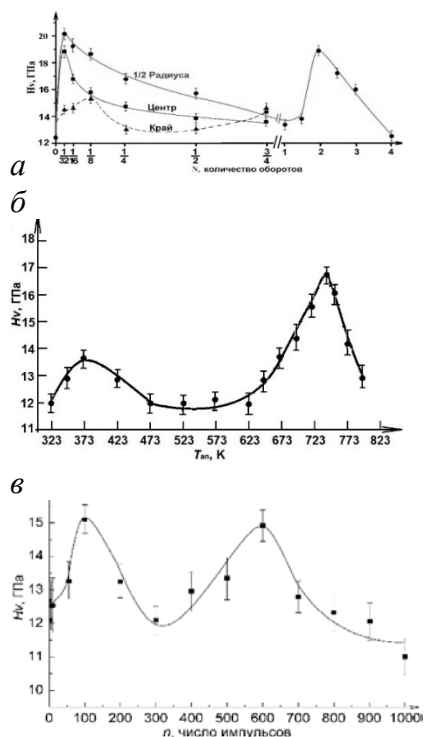 Hv, ГПа
20
18
16
14
12
1/2 Радиуса
Центр
Край
0 1/32 1/16 1/8 1/4 1/2 3/4 1 2 3 4
N, количество оборотов
а
б
Hv, ГПа
17
16
15
14
13
12
11
323 373 423 473 523 573 623 673 723 773 823
Tan, K
в
Hv, ГПа
15
14
13
12
11
10
9
0 100 200 300 400 500 600 700 800 900 1000
n, число импульсов